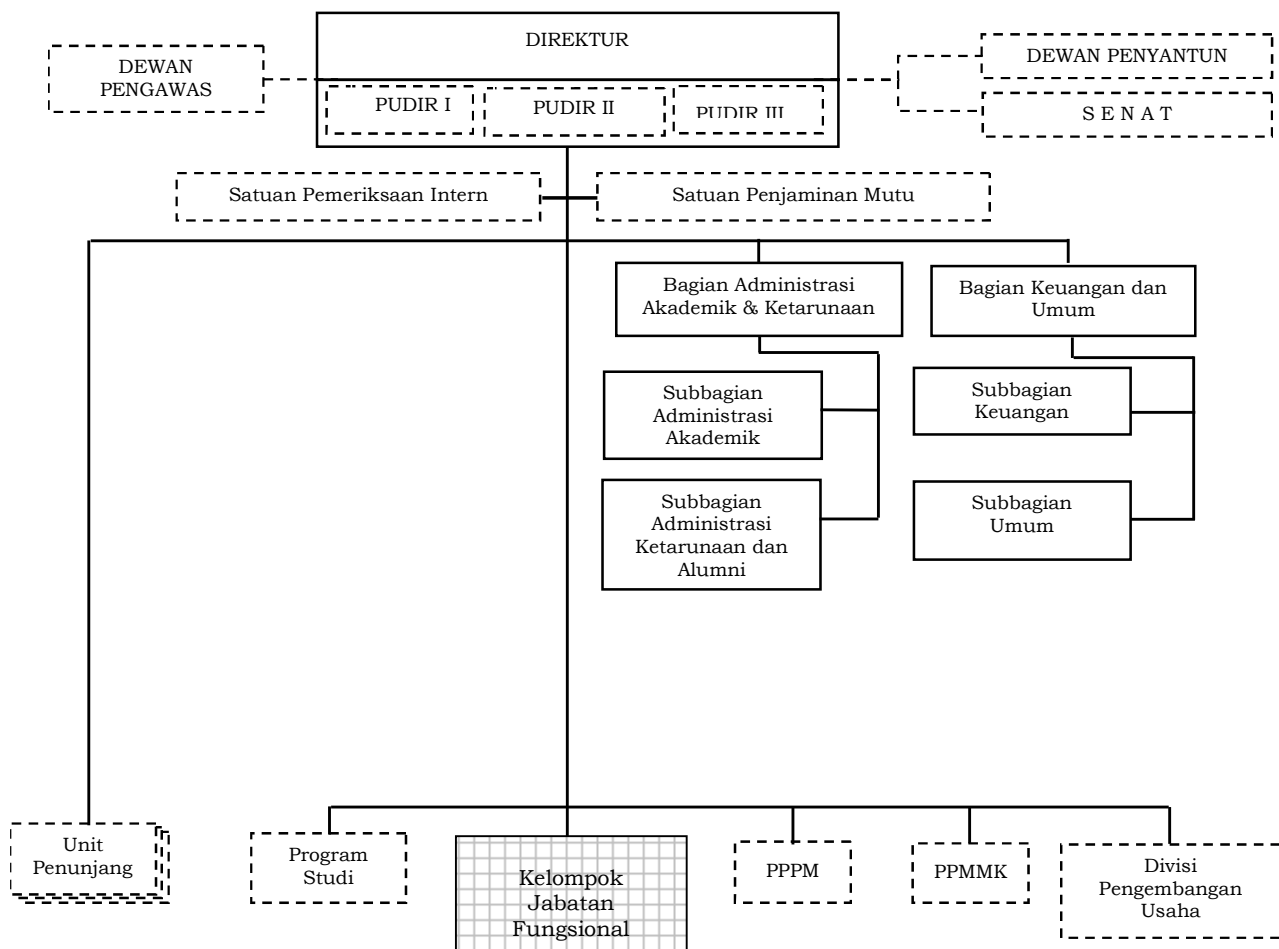 DIREKTUR
DEWAN
PENGAWAS
DEWAN PENYANTUN
PUDIR I
PUDIR II
PUDIR III
S E N A T
Satuan Pemeriksaan Intern
Satuan Penjaminan Mutu
Bagian Administrasi
Akademik & Ketarunaan
Bagian Keuangan dan
Umum
Subbagian
Administrasi
Akademik
Subbagian
Keuangan
Subbagian
Administrasi
Ketarunaan dan
Alumni
Subbagian
Umum
Unit
Penunjang
Program
Studi
Kelompok
Jabatan
Fungsional
PPPM
PPMMK
Divisi
Pengembangan
Usaha